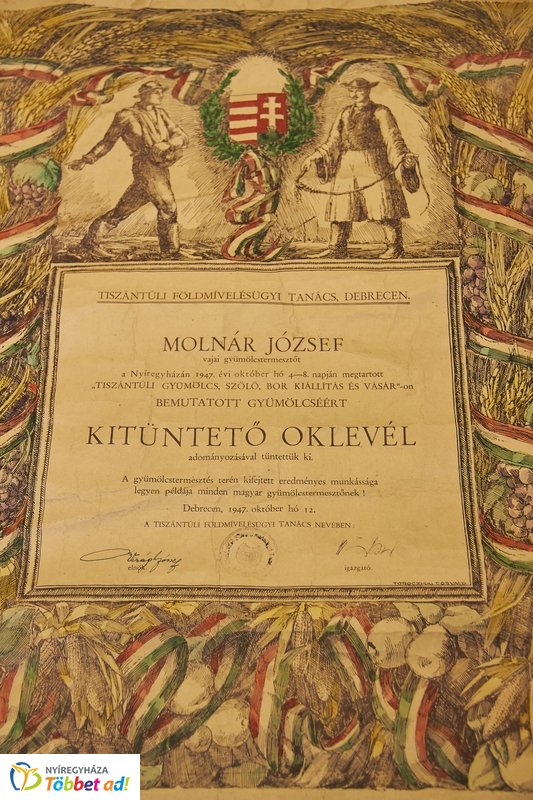 TISZÁNTÚLI FÖLDMÍVELÉSÜGYI TANÁCS, DEBRECEN.
MOLNÁR JÓZSEF
vajai gyümölcstermesztőt
a Nyíregyházán 1947. évi október hó 4—8. napján megtartott
„TISZÁNTÚLI GYÜMÖLCS, SZŐLŐ, BOR KIÁLLÍTÁS ÉS VÁSÁR”-on
BEMUTATOTT GYÜMÖLCSÉÉRT
KITÜNTETŐ OKLEVÉL
adományozásával tüntettük ki.
A gyümölcstermesztés terén kifejtett eredményes munkássága
legyen példája minden magyar gyümölcstermesztőnek !
Debrecen, 1947. október hó 12.
A TISZÁNTÚLI FÖLDMÍVELÉSÜGYI TANÁCS NEVÉBEN:
elnök.
igazgató.
NYÍREGYHÁZA
Többet ad!